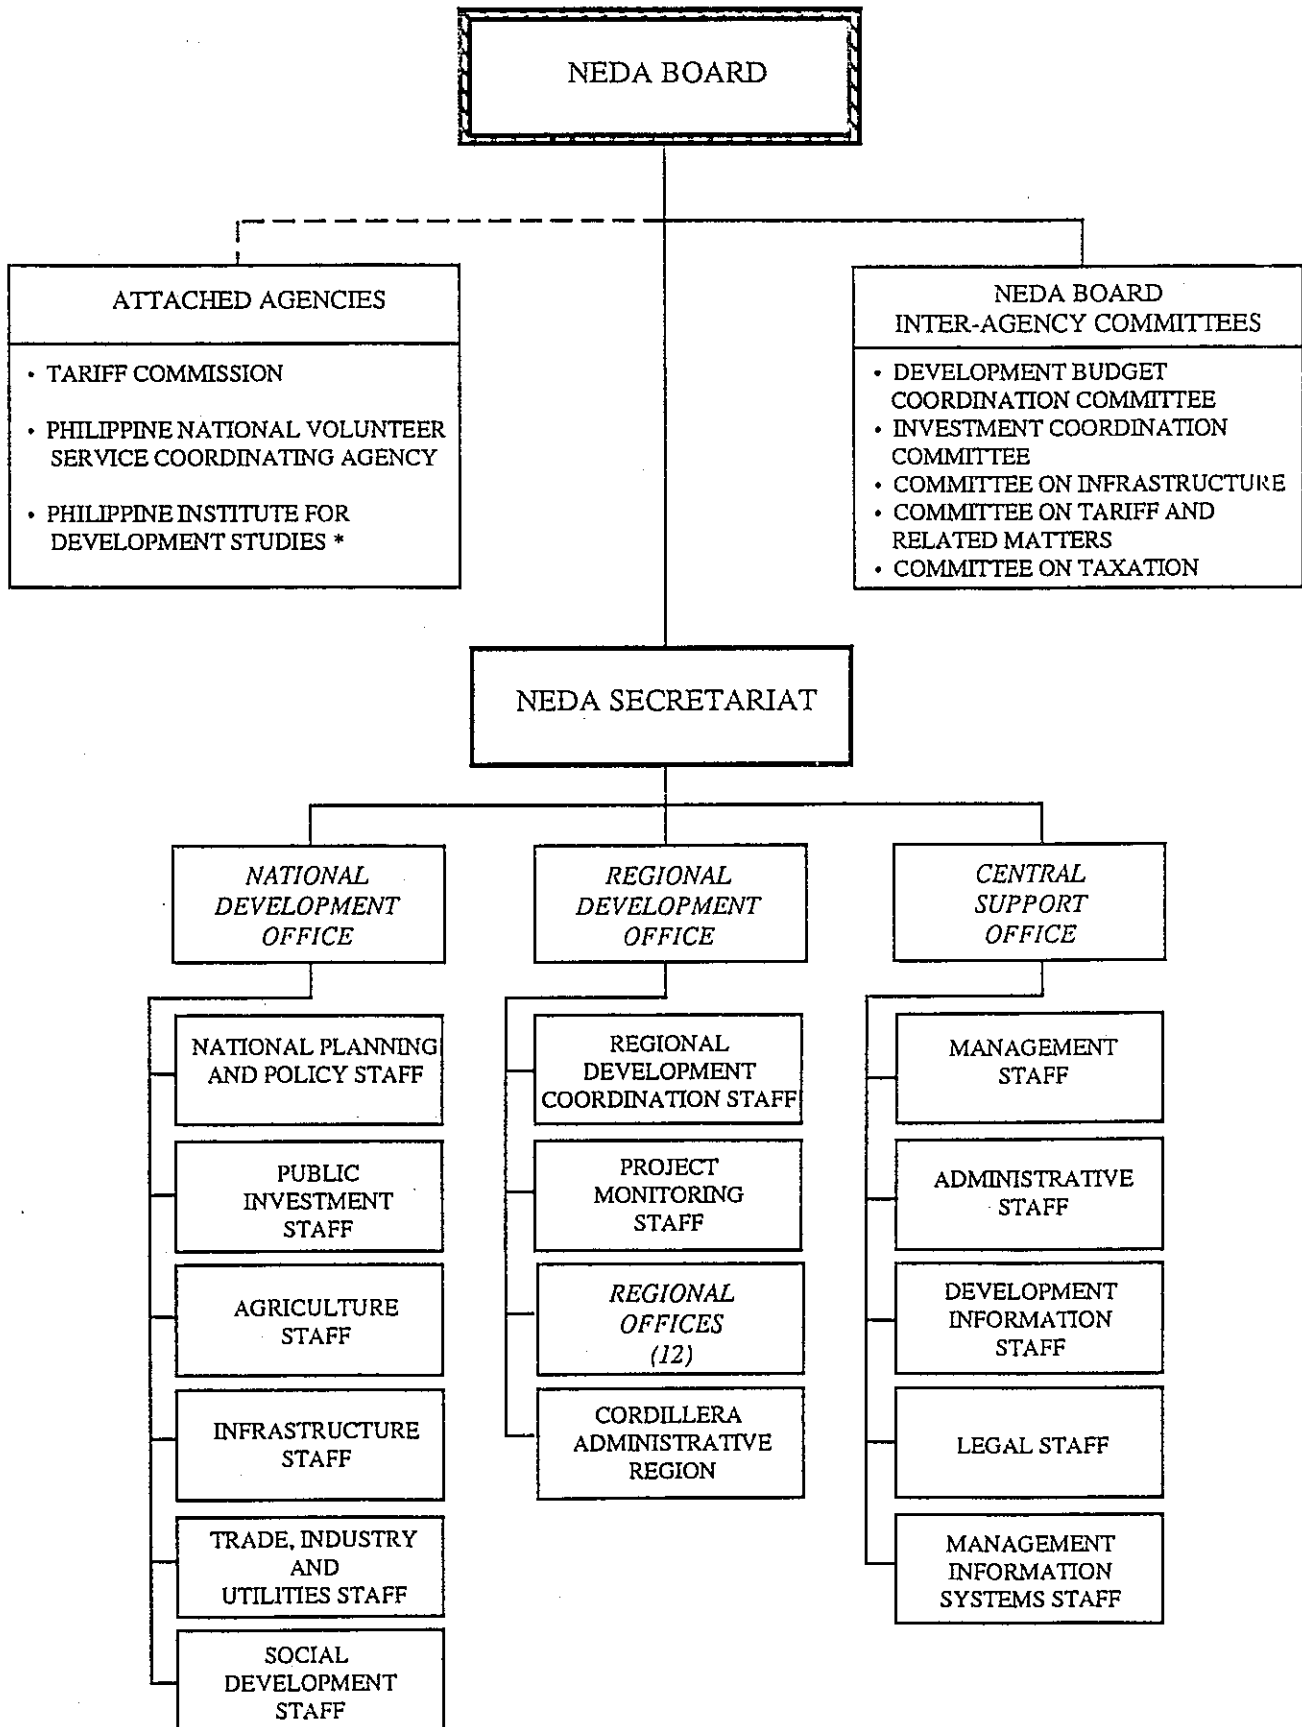 NEDA BOARD
ATTACHED AGENCIES
• TARIFF COMMISSION
• PHILIPPINE NATIONAL VOLUNTEER
SERVICE COORDINATING AGENCY
• PHILIPPINE INSTITUTE FOR
DEVELOPMENT STUDIES *
NEDA BOARD
INTER-AGENCY COMMITTEES
• DEVELOPMENT BUDGET
COORDINATION COMMITTEE
• INVESTMENT COORDINATION
COMMITTEE
• COMMITTEE ON INFRASTRUCTURE
• COMMITTEE ON TARIFF AND
RELATED MATTERS
• COMMITTEE ON TAXATION
NEDA SECRETARIAT
NATIONAL
DEVELOPMENT
OFFICE
NATIONAL PLANNING
AND POLICY STAFF
PUBLIC
INVESTMENT
STAFF
AGRICULTURE
STAFF
INFRASTRUCTURE
STAFF
TRADE, INDUSTRY
AND
UTILITIES STAFF
SOCIAL
DEVELOPMENT
STAFF
REGIONAL
DEVELOPMENT
OFFICE
REGIONAL
DEVELOPMENT
COORDINATION STAFF
PROJECT
MONITORING
STAFF
REGIONAL
OFFICES
(12)
CORDILLERA
ADMINISTRATIVE
REGION
CENTRAL
SUPPORT
OFFICE
MANAGEMENT
STAFF
ADMINISTRATIVE
STAFF
DEVELOPMENT
INFORMATION
STAFF
LEGAL STAFF
MANAGEMENT
INFORMATION
SYSTEMS STAFF